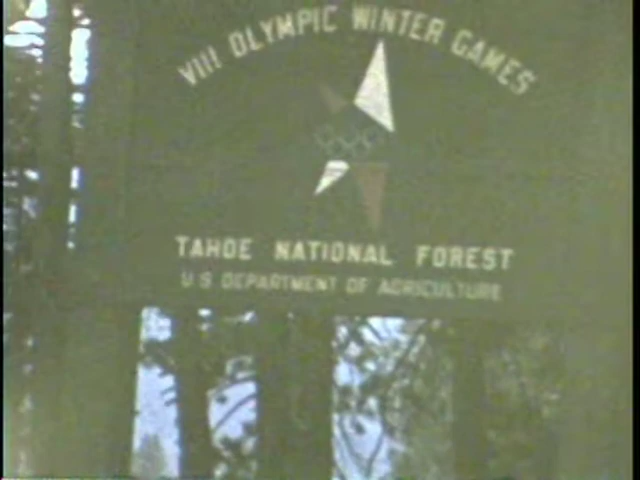 VIII OLYMPIC WINTER GAMES
TAHOE NATIONAL FOREST
U S DEPARTMENT OF AGRICULTURE